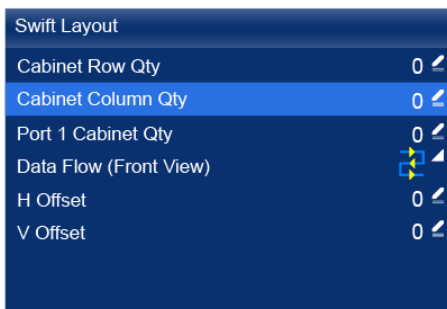 Swift Layout
Cabinet Row Qty 0
Cabinet Column Qty 0
Port 1 Cabinet Qty 0
Data Flow (Front View)
H Offset 0
V Offset 0